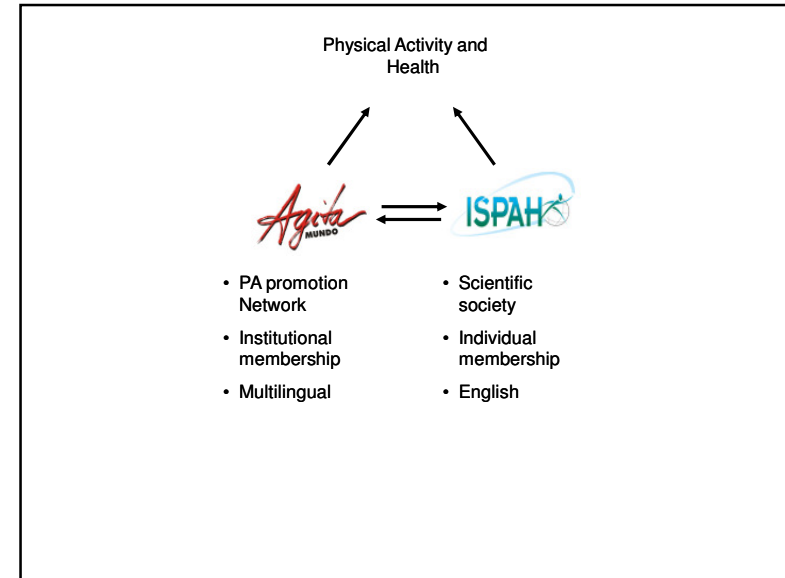 Physical Activity and
Health
Agita
MUNDO
ISPAH
• PA promotion
Network
• Institutional
membership
• Multilingual
• Scientific
society
• Individual
membership
• English